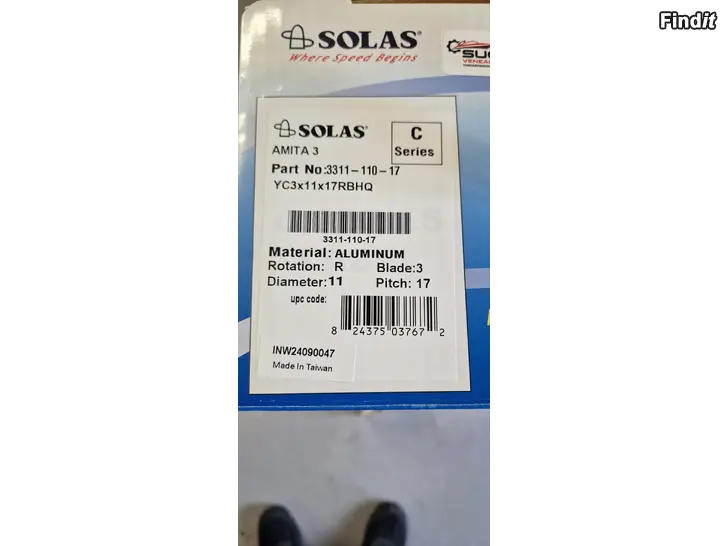 Findit
SOLAS
Where Speed Begins
SOLAS
C
Series
AMITA 3
Part No:3311-110-17
YC3x11x17RBHQ
3311-110-17
Material: ALUMINUM
Rotation: R Blade:3
Diameter:11 Pitch: 17
upc code:
8 24375 03767 2
INW24090047
Made In Taiwan